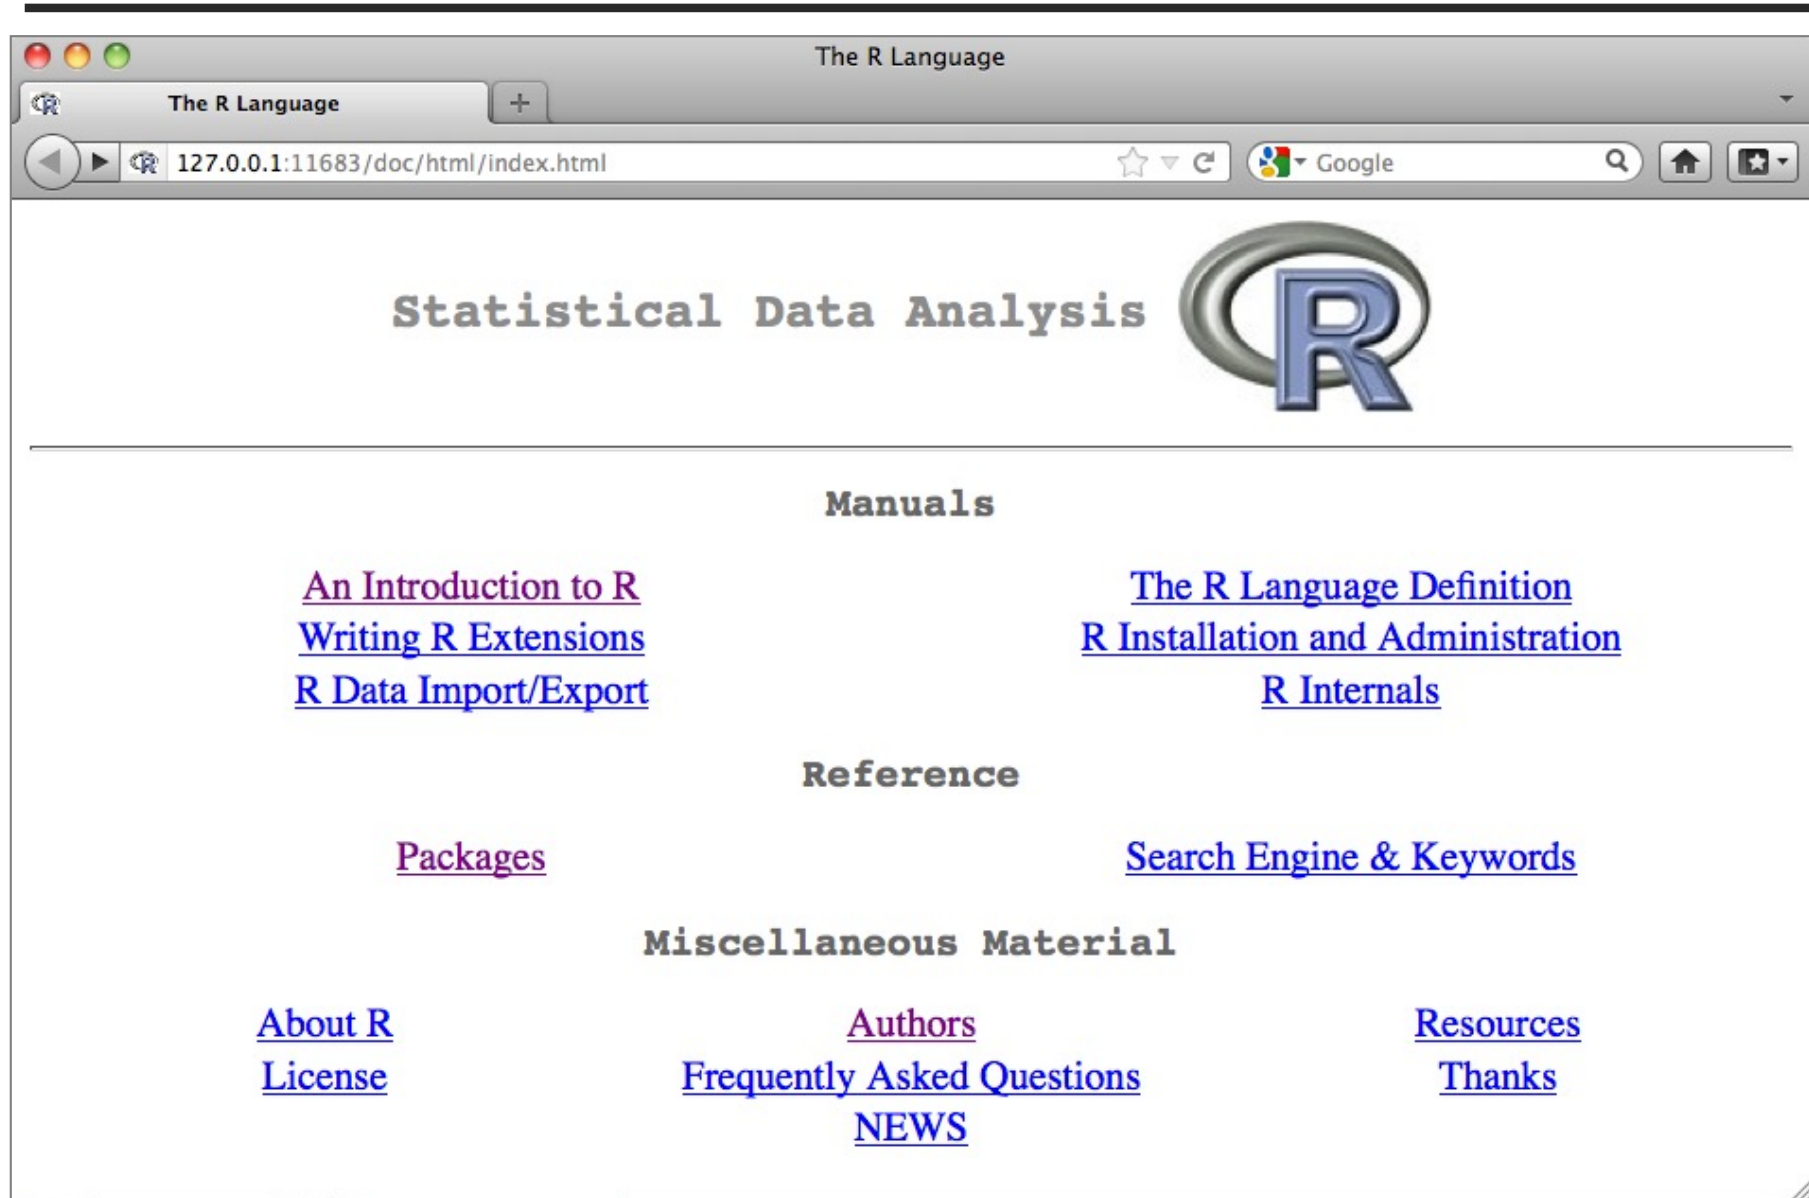 The R Language
The R Language
127.0.0.1:11683/doc/html/index.html Google
Statistical Data Analysis R
Manuals
An Introduction to R The R Language Definition
Writing R Extensions R Installation and Administration
R Data Import/Export R Internals
Reference
Packages Search Engine & Keywords
Miscellaneous Material
About R Authors Resources
License Frequently Asked Questions Thanks
NEWS